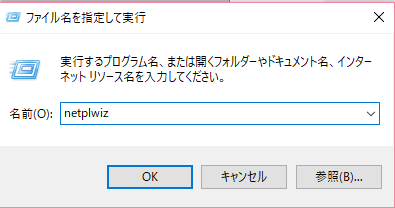 ファイル名を指定して実行
実行するプログラム名、または開くフォルダーやドキュメント名、インター
ネット リソース名を入力してください。
名前(O): netplwiz
OK キャンセル 参照(B)...